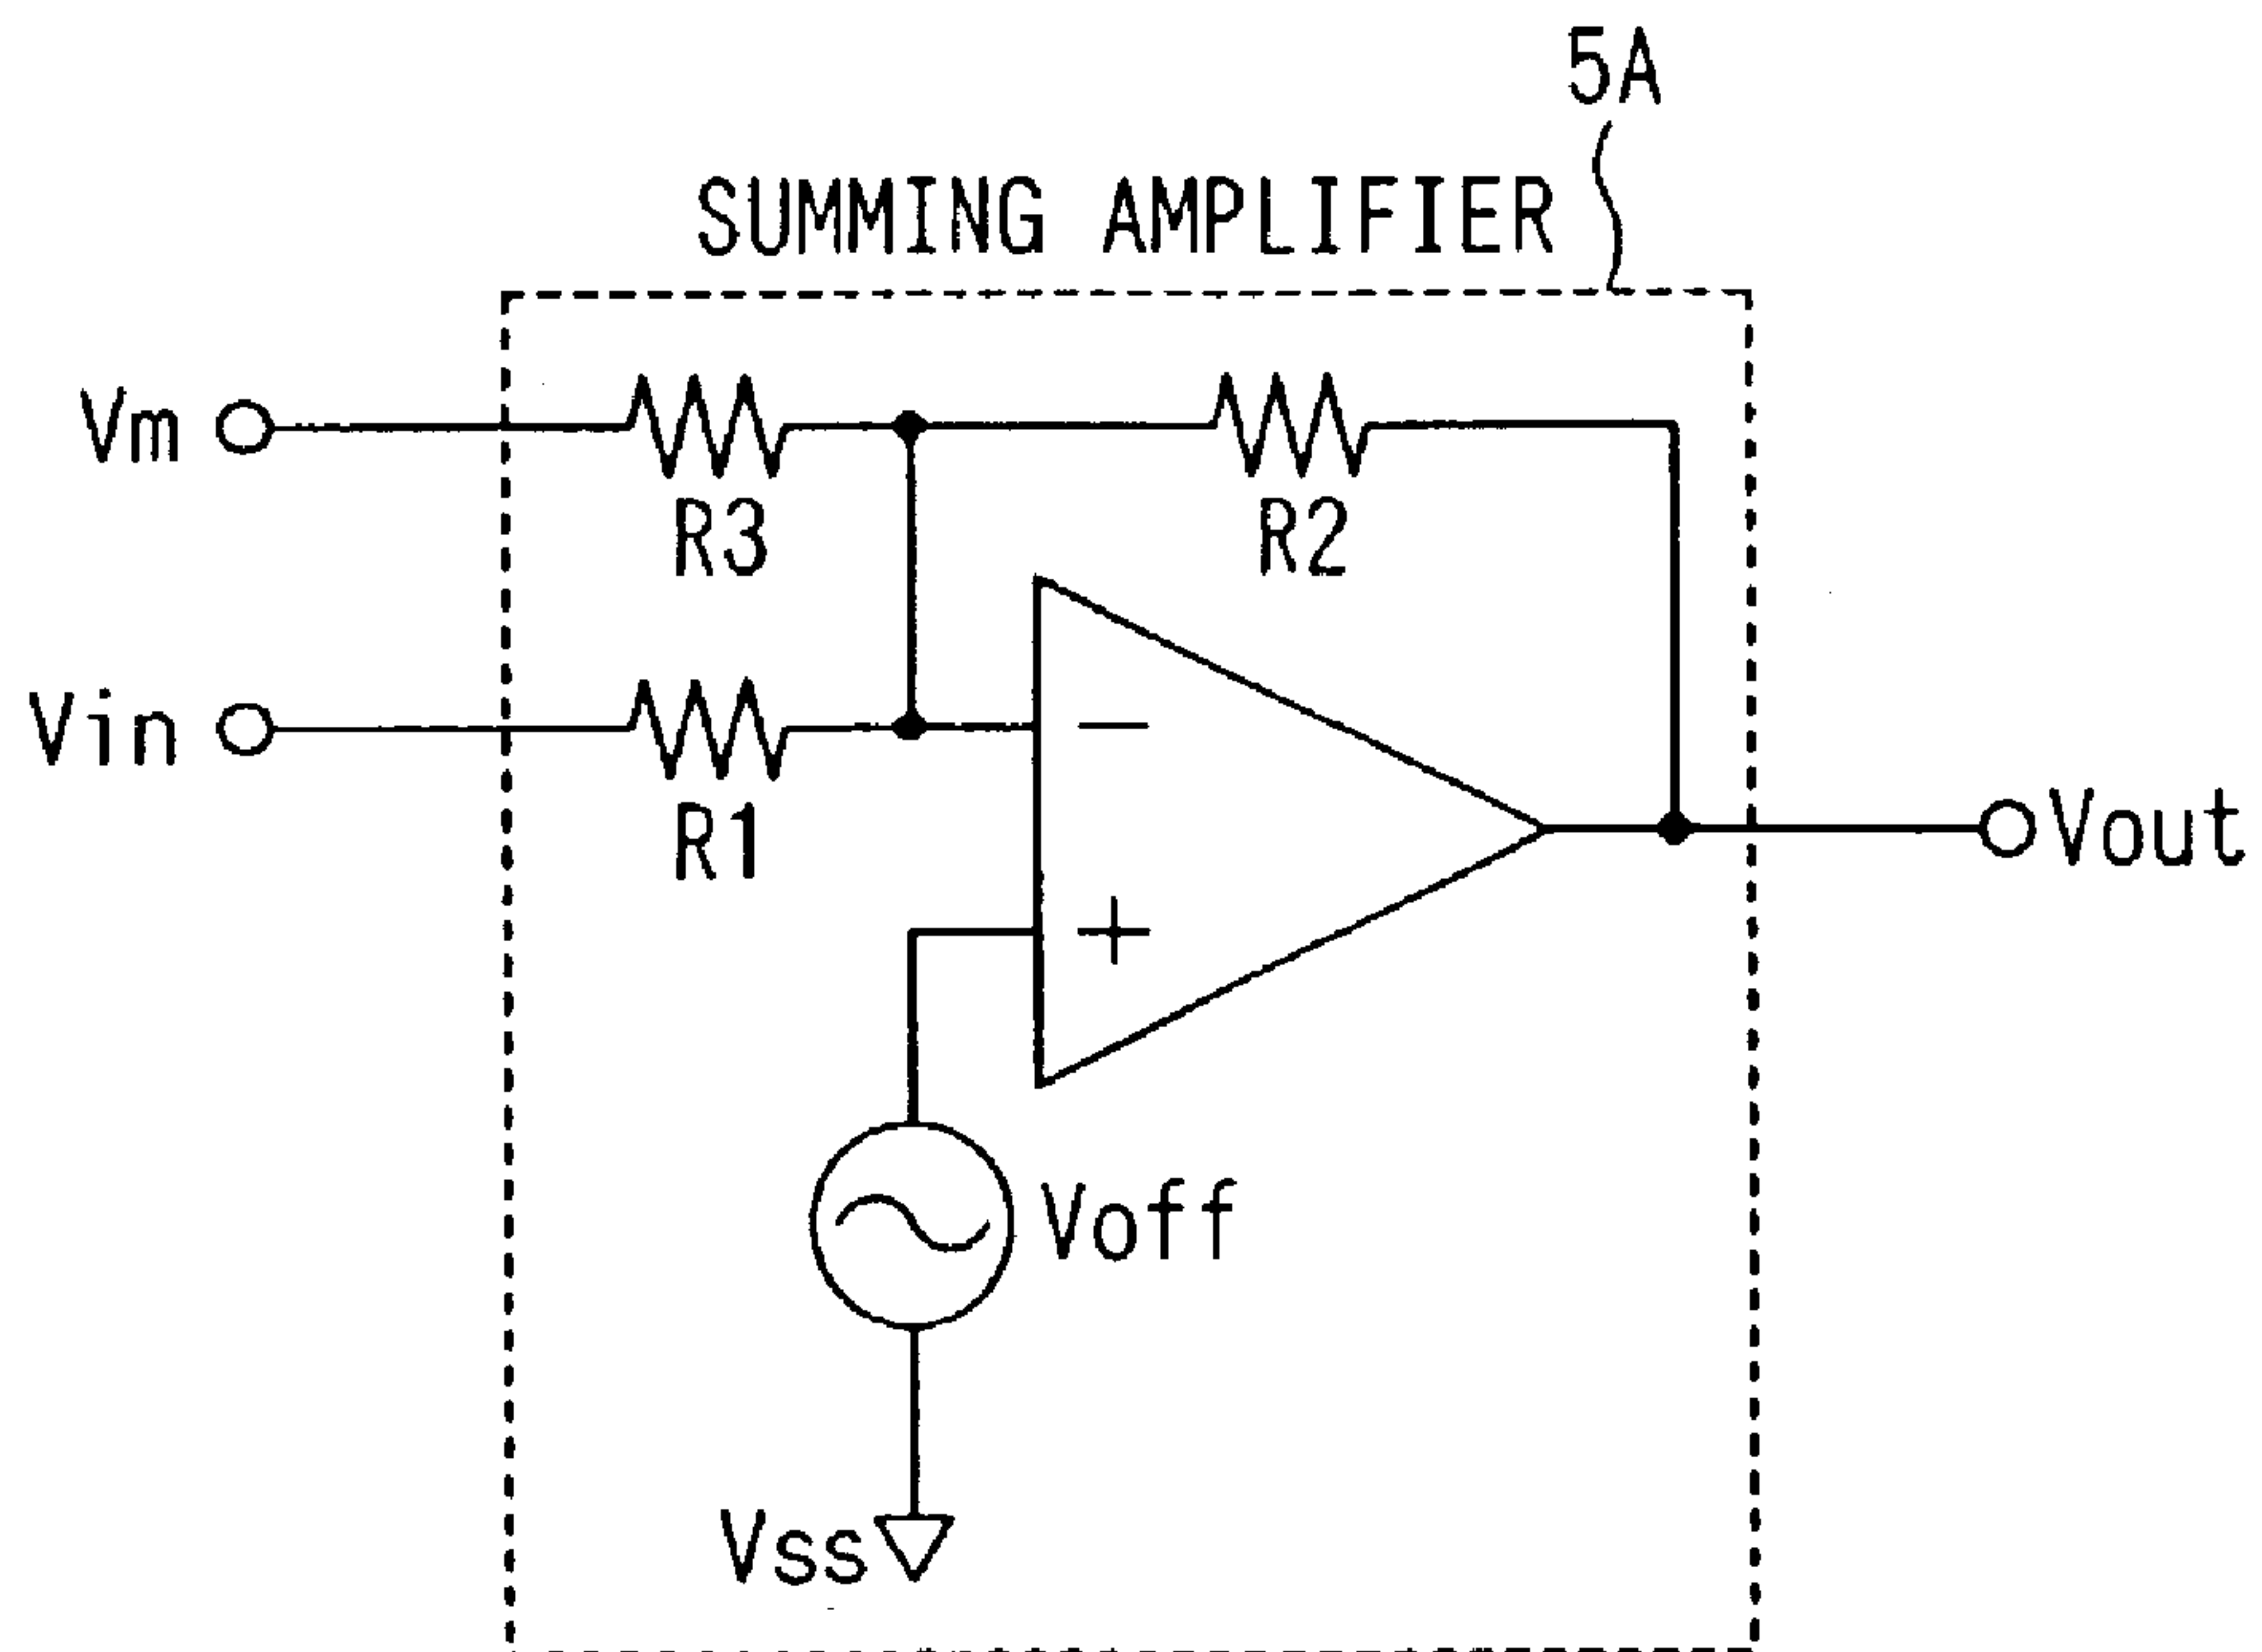 5A
SUMMING AMPLIFIER
Vm
R3
R2
Vin
−
R1
Vout
+
Voff
Vss